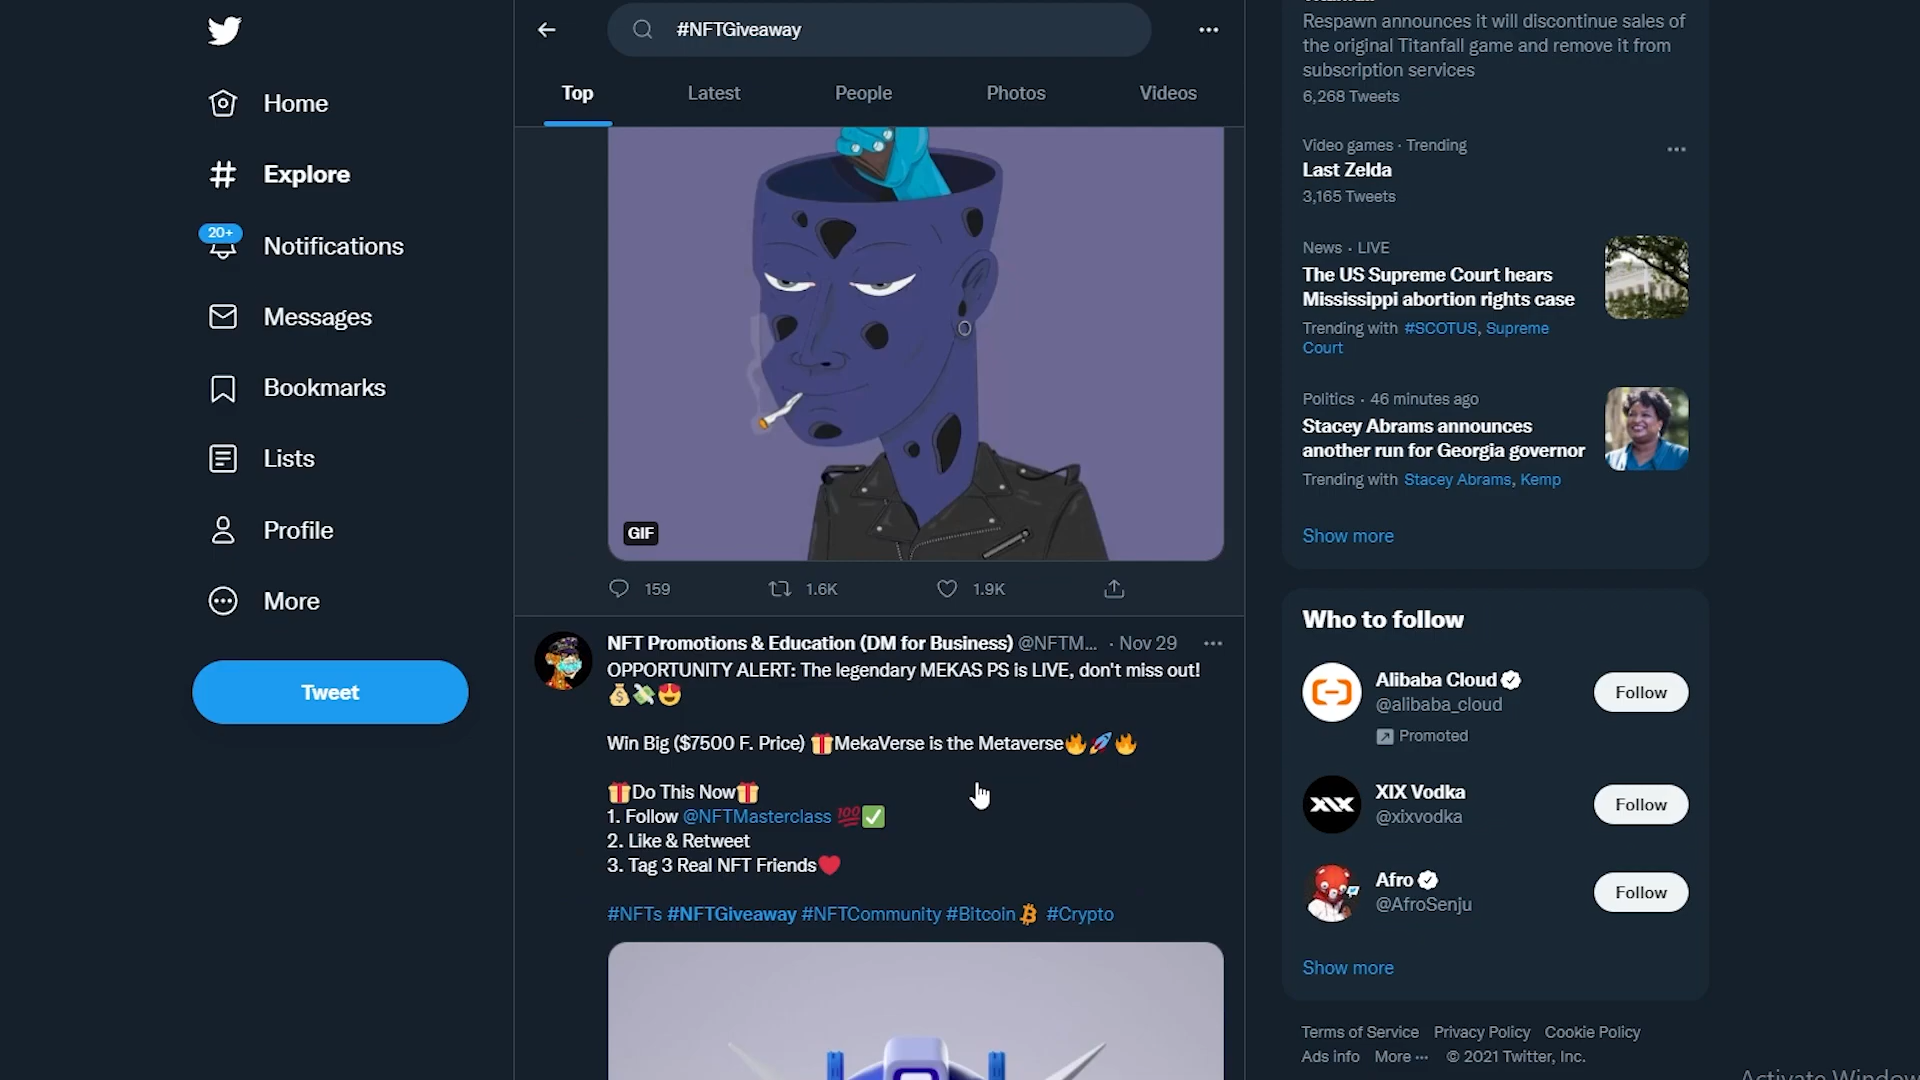 #NFTGiveaway
Home
Explore
20+
Notifications
Messages
Bookmarks
Lists
Profile
More
Tweet
Top
Latest
People
Photos
Videos
GIF
159
1.6K
1.9K
NFT Promotions & Education (DM for Business) @NFTM... · Nov 29
OPPORTUNITY ALERT: The legendary MEKAS PS is LIVE, don't miss out!
💰💸😍
Win Big ($7500 F. Price) 🎁MekaVerse is the Metaverse🔥🚀🔥
🎁Do This Now🎁
1. Follow @NFTMasterclass 💯✅
2. Like & Retweet
3. Tag 3 Real NFT Friends❤️
#NFTs #NFTGiveaway #NFTCommunity #Bitcoin #Crypto
Respawn announces it will discontinue sales of
the original Titanfall game and remove it from
subscription services
6,268 Tweets
Video games · Trending
Last Zelda
3,165 Tweets
News · LIVE
The US Supreme Court hears
Mississippi abortion rights case
Trending with #SCOTUS, Supreme
Court
Politics · 46 minutes ago
Stacey Abrams announces
another run for Georgia governor
Trending with Stacey Abrams, Kemp
Show more
Who to follow
Alibaba Cloud
@alibaba_cloud
Promoted
Follow
XIX Vodka
@xixvodka
Follow
Afro
@AfroSenju
Follow
Show more
Terms of Service Privacy Policy Cookie Policy
Ads info More ··· © 2021 Twitter, Inc.